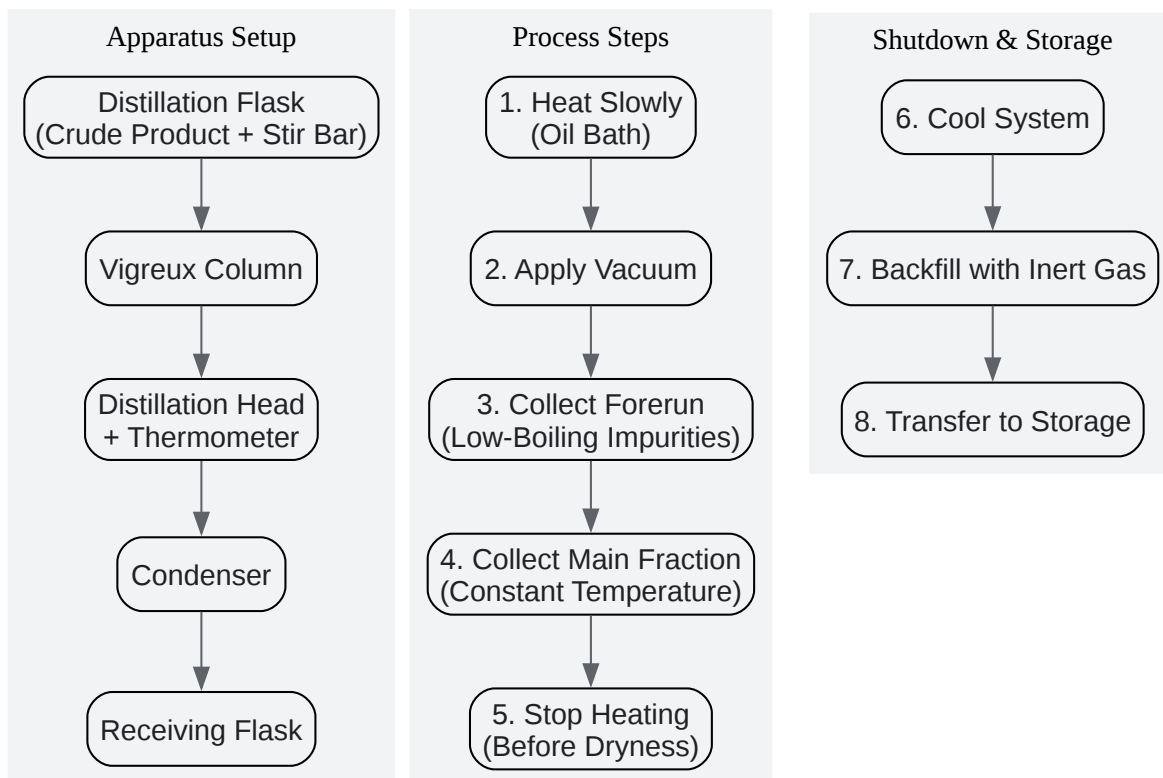 Apparatus Setup
Distillation Flask
(Crude Product + Stir Bar)
Vigreux Column
Distillation Head
+ Thermometer
Condenser
Receiving Flask
Process Steps
1. Heat Slowly
(Oil Bath)
2. Apply Vacuum
3. Collect Forerun
(Low-Boiling Impurities)
4. Collect Main Fraction
(Constant Temperature)
5. Stop Heating
(Before Dryness)
Shutdown & Storage
6. Cool System
7. Backfill with Inert Gas
8. Transfer to Storage